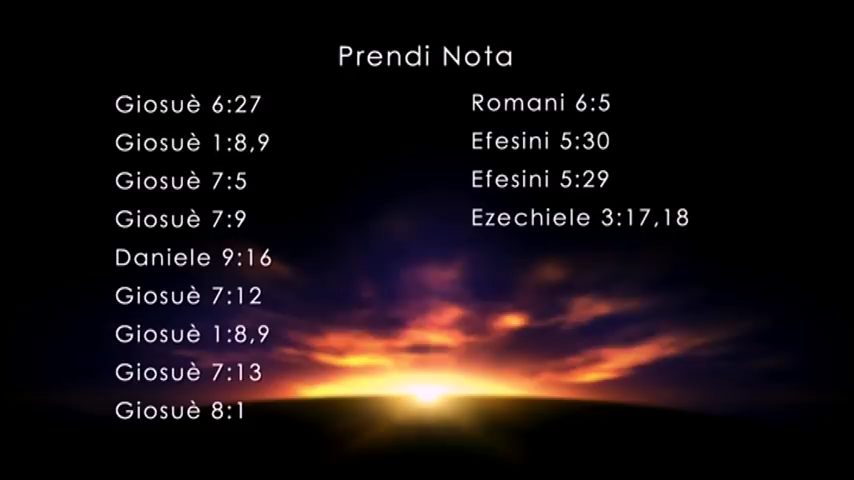 Prendi Nota
Giosuè 6:27
Giosuè 1:8,9
Giosuè 7:5
Giosuè 7:9
Daniele 9:16
Giosuè 7:12
Giosuè 1:8,9
Giosuè 7:13
Giosuè 8:1
Romani 6:5
Efesini 5:30
Efesini 5:29
Ezechiele 3:17,18